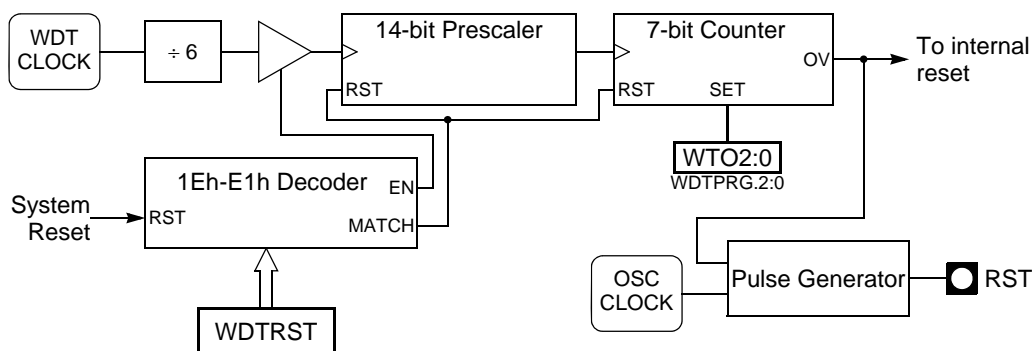 WDT
CLOCK
÷ 6
14-bit Prescaler
RST
7-bit Counter
RST
SET
OV
To internal
reset
WTO2:0
WDTPRG.2:0
1Eh-E1h Decoder
EN
RST
MATCH
System
Reset
WDTRST
OSC
CLOCK
Pulse Generator
RST